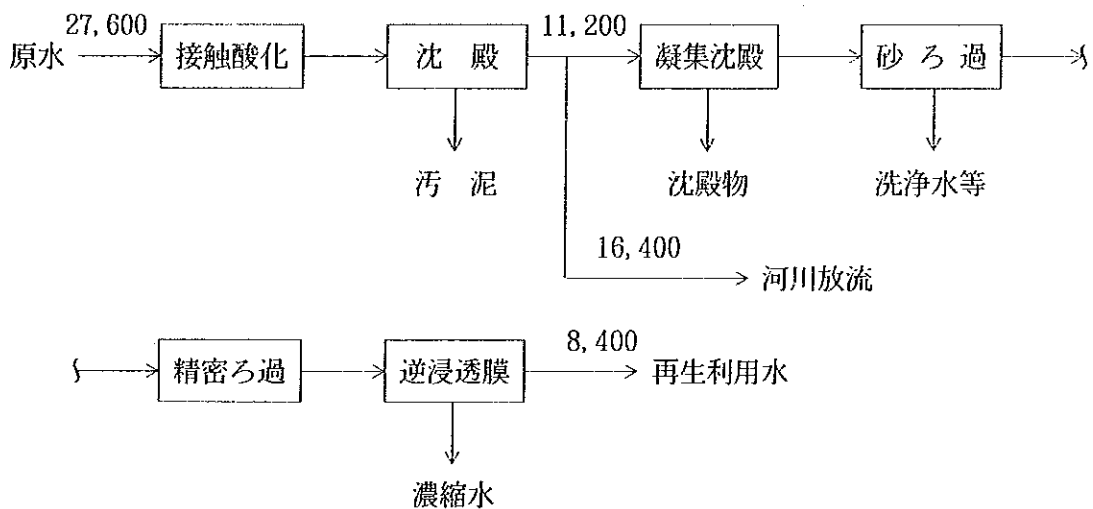 27,600
11,200
原水
接触酸化
沈 殿
凝集沈殿
砂ろ過
汚 泥
沈殿物
洗浄水等
16,400
河川放流
8,400
精密ろ過
逆浸透膜
再生利用水
濃縮水